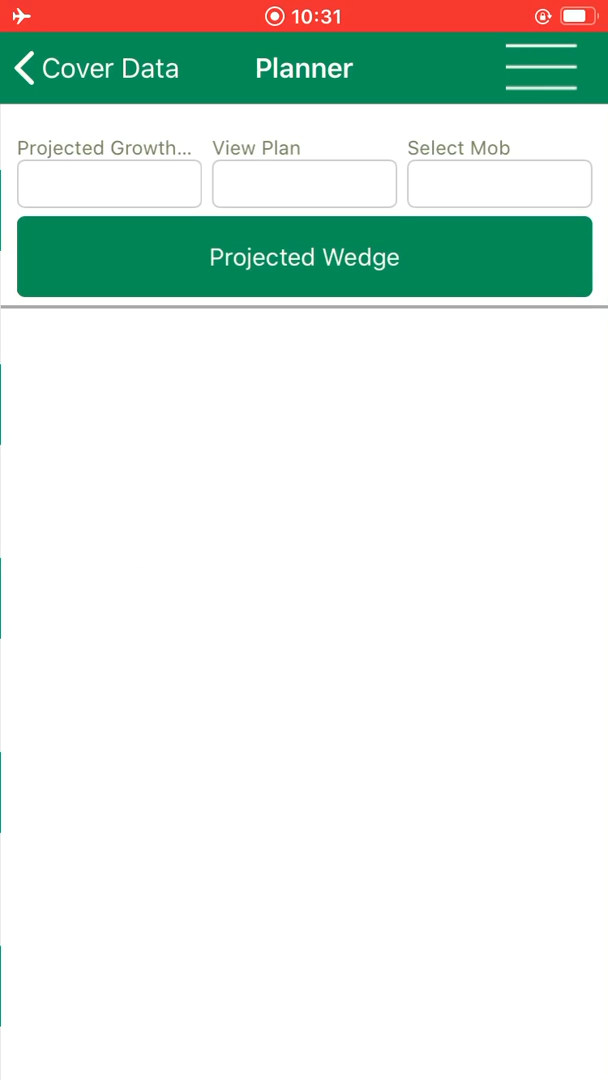 10:31
Cover Data
Planner
Projected Growth...
View Plan
Select Mob
Projected Wedge